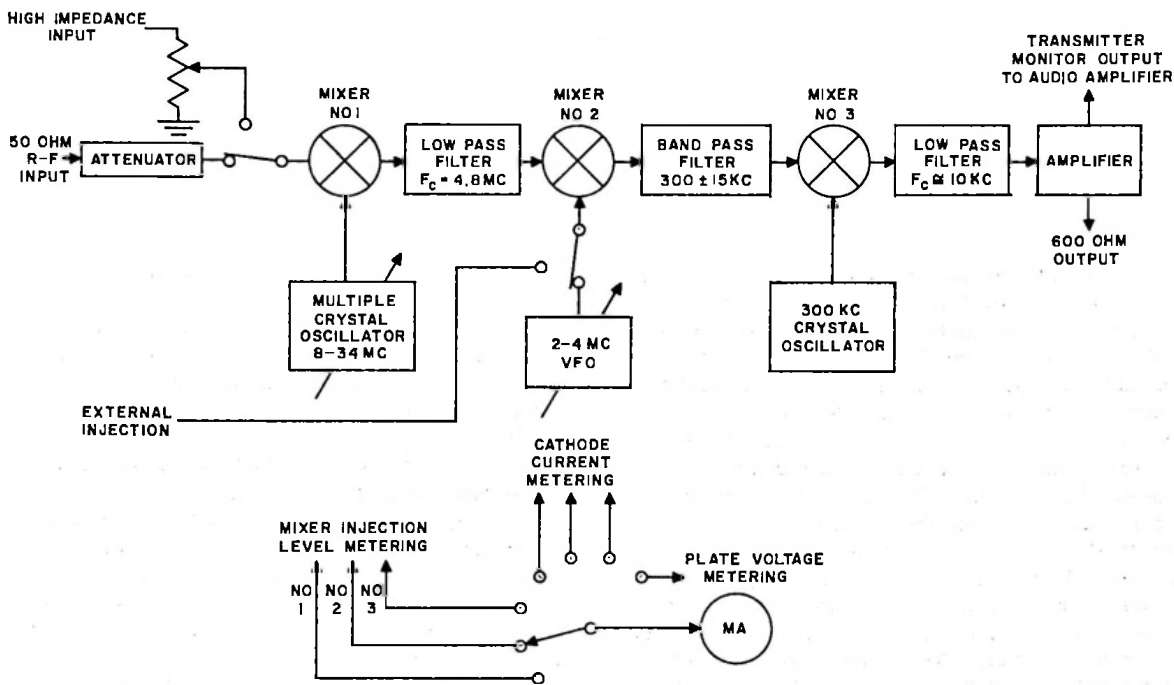 HIGH IMPEDANCE
INPUT
50 OHM
R-F
INPUT
ATTENUATOR
MIXER
NO 1
LOW PASS
FILTER
FC = 4.8MC
MIXER
NO 2
BAND PASS
FILTER
300 ± 15KC
MIXER
NO 3
LOW PASS
FILTER
FC ≅ 10KC
TRANSMITTER
MONITOR OUTPUT
TO AUDIO AMPLIFIER
AMPLIFIER
600 OHM
OUTPUT
MULTIPLE
CRYSTAL
OSCILLATOR
8-34MC
2-4 MC
VFO
300 KC
CRYSTAL
OSCILLATOR
EXTERNAL
INJECTION
CATHODE
CURRENT
METERING
MIXER INJECTION
LEVEL METERING
NO
1
NO
2
NO
3
PLATE VOLTAGE
METERING
MA